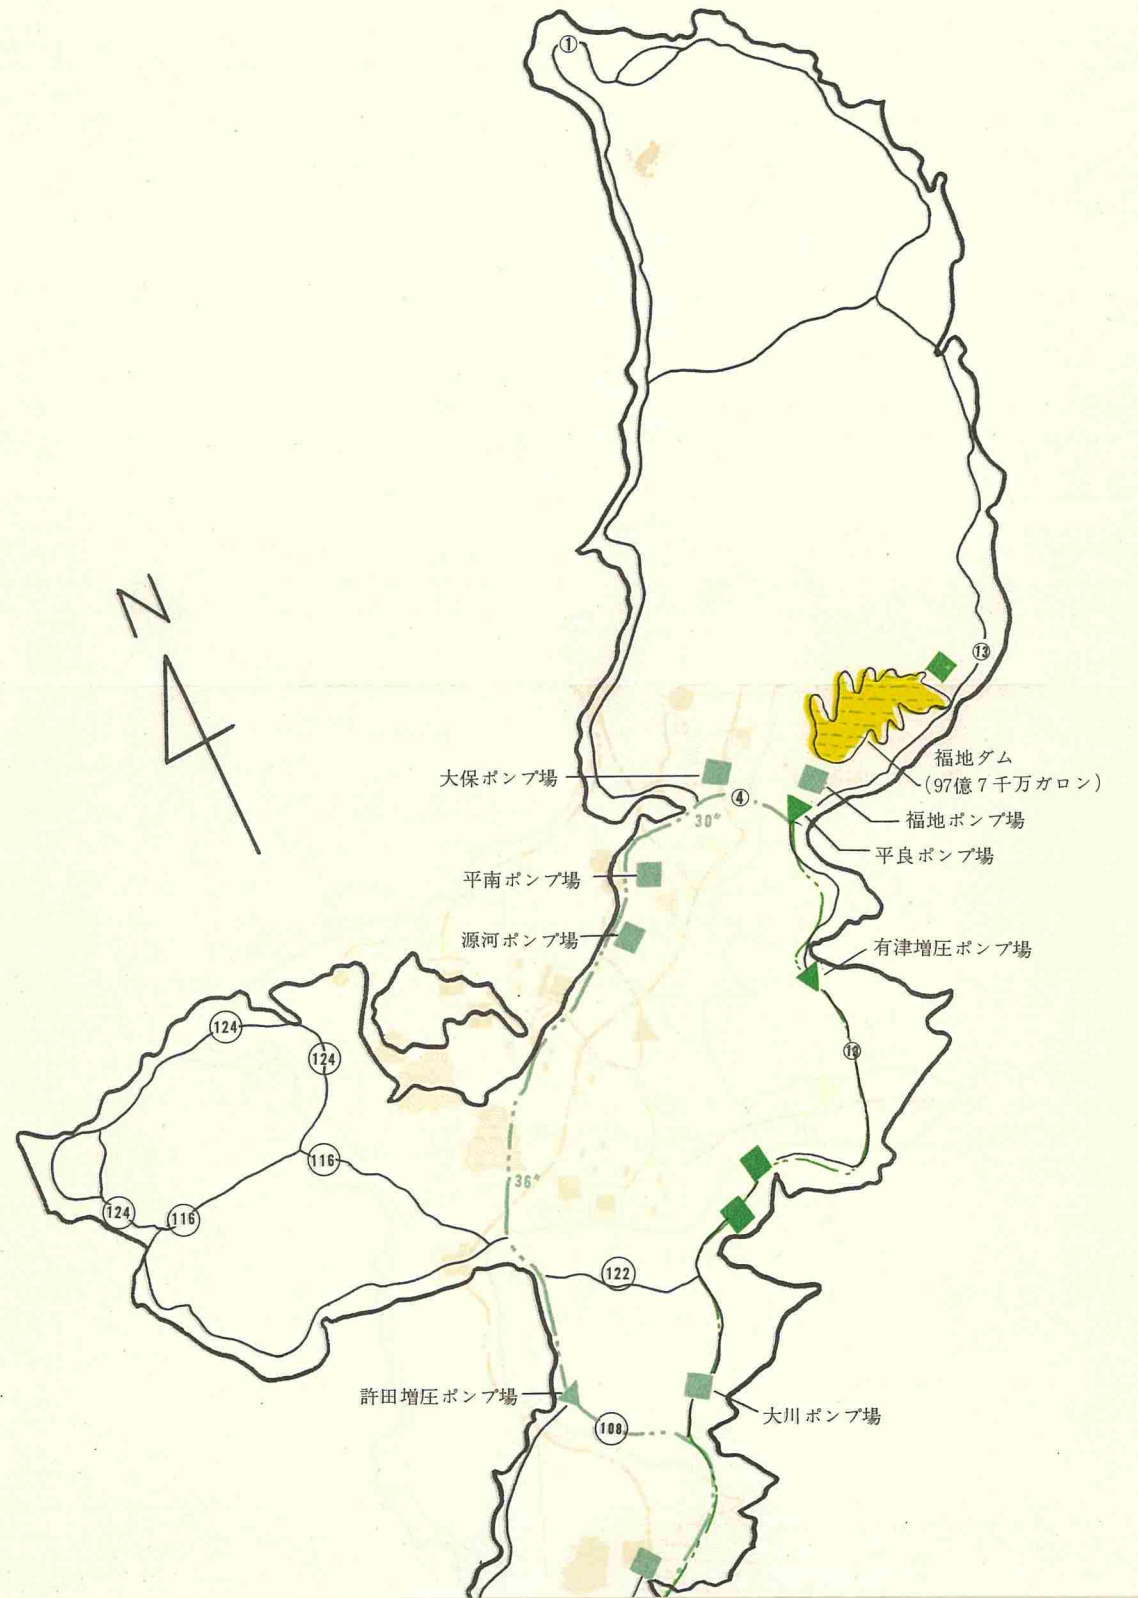 ①
N
⑬
福地ダム
(97億7千万ガロン)
大保ポンプ場
④
30"
福地ポンプ場
平良ポンプ場
平南ポンプ場
源河ポンプ場
有津増圧ポンプ場
124
124
⑬
116
36"
124
116
122
許田増圧ポンプ場
大川ポンプ場
108